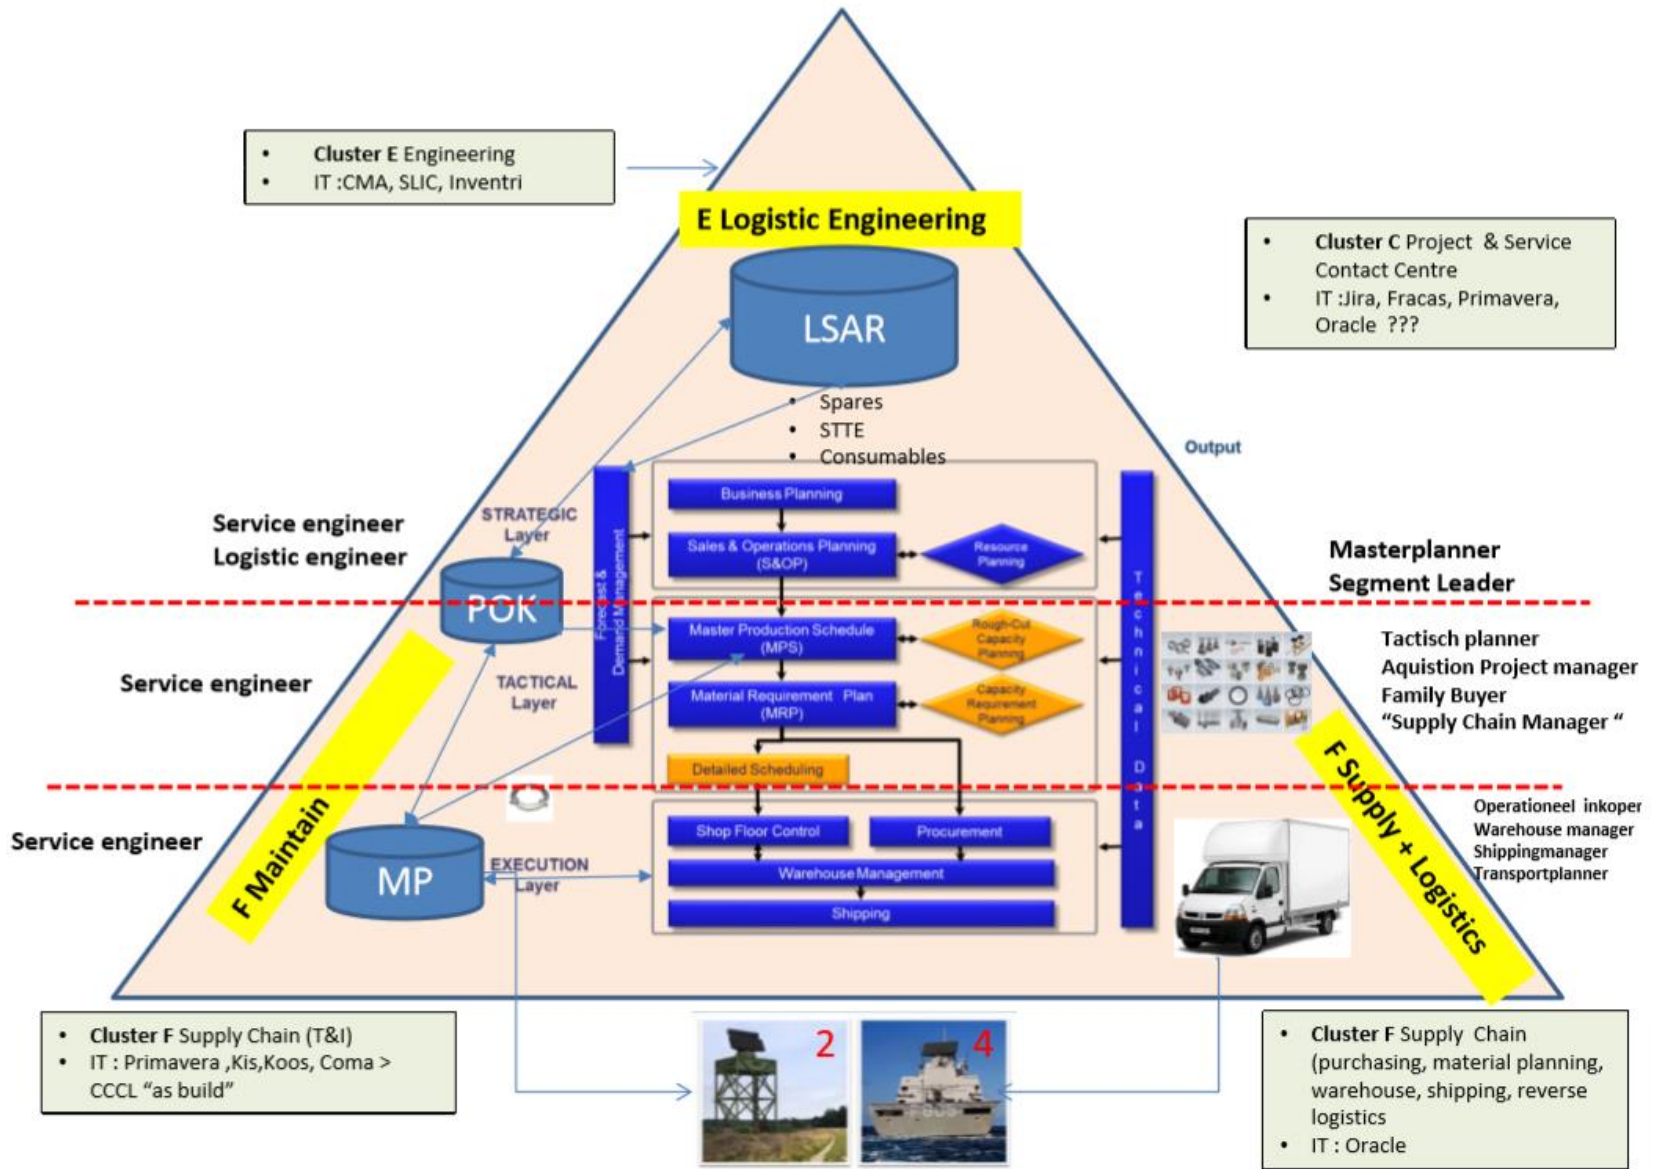 • Cluster E Engineering
• IT :CMA, SLIC, Inventri
E Logistic Engineering
• Cluster C Project & Service
Contact Centre
• IT :Jira, Fracas, Primavera,
Oracle ???
LSAR
• Spares
• STTE
• Consumables
Output
Service engineer
Logistic engineer
STRATEGIC
Layer
POK
Forecast &
Demand Management
Business Planning
Sales & Operations Planning
(S&OP)
Resource
Planning
Technical Data
Masterplanner
Segment Leader
Service engineer
TACTICAL
Layer
Master Production Schedule
(MPS)
Rough-Cut
Capacity
Planning
Material Requirement Plan
(MRP)
Capacity
Requirement
Planning
Detailed Scheduling
Tactisch planner
Aquistion Project manager
Family Buyer
“Supply Chain Manager “
F Maintain
F Supply + Logistics
Service engineer
MP
EXECUTION
Layer
Shop Floor Control
Procurement
Warehouse Management
Shipping
Operationeel inkoper
Warehouse manager
Shippingmanager
Transportplanner
• Cluster F Supply Chain (T&I)
• IT : Primavera ,Kis,Koos, Coma >
CCCL “as build”
2
4
• Cluster F Supply Chain
(purchasing, material planning,
warehouse, shipping, reverse
logistics
• IT : Oracle